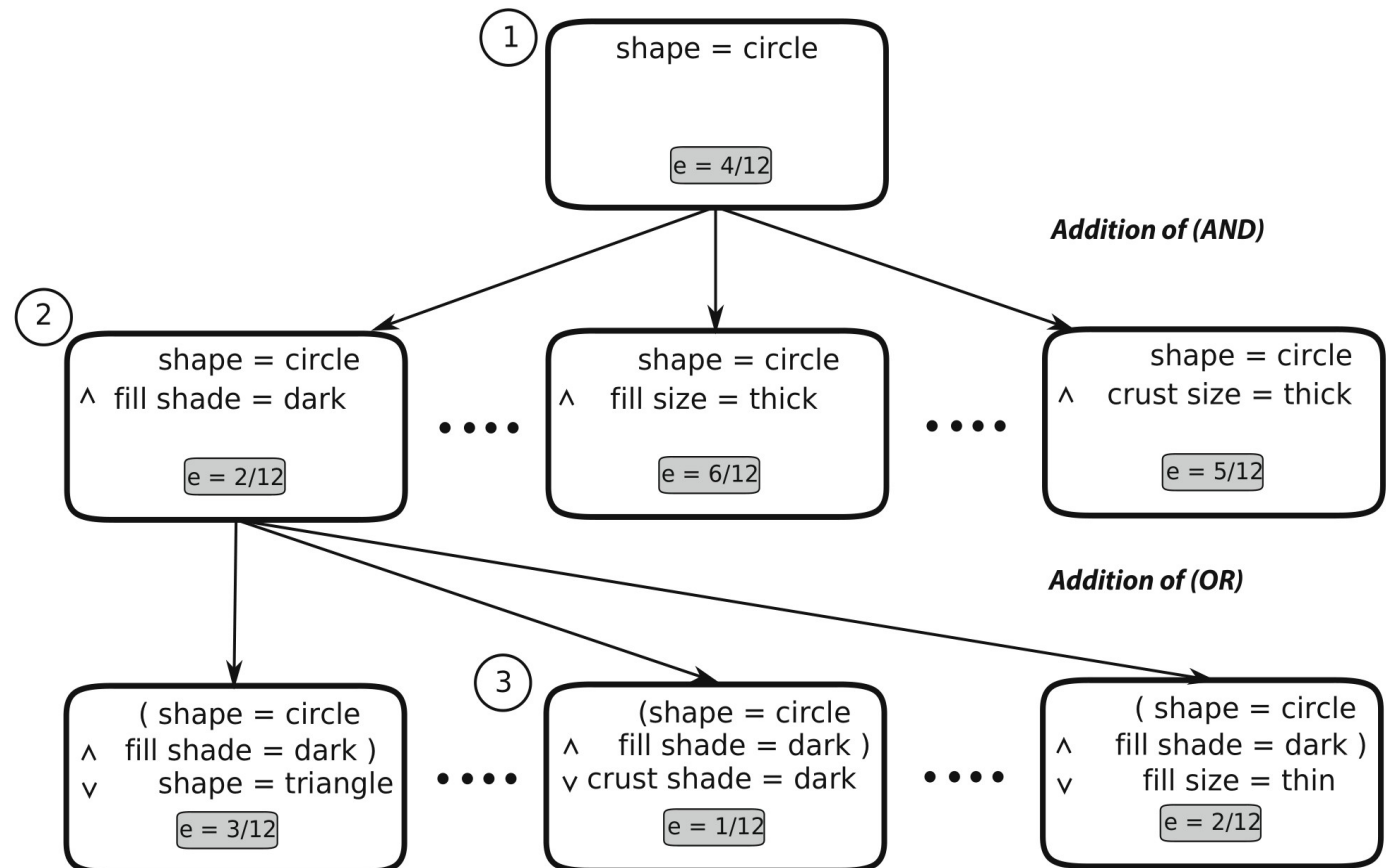 1
shape = circle
e = 4/12
Addition of (AND)
2
shape = circle
^ fill shade = dark
e = 2/12
shape = circle
^ fill size = thick
e = 6/12
shape = circle
^ crust size = thick
e = 5/12
Addition of (OR)
( shape = circle
^ fill shade = dark )
v shape = triangle
e = 3/12
3
(shape = circle
^ fill shade = dark )
v crust shade = dark
e = 1/12
( shape = circle
^ fill shade = dark )
v fill size = thin
e = 2/12